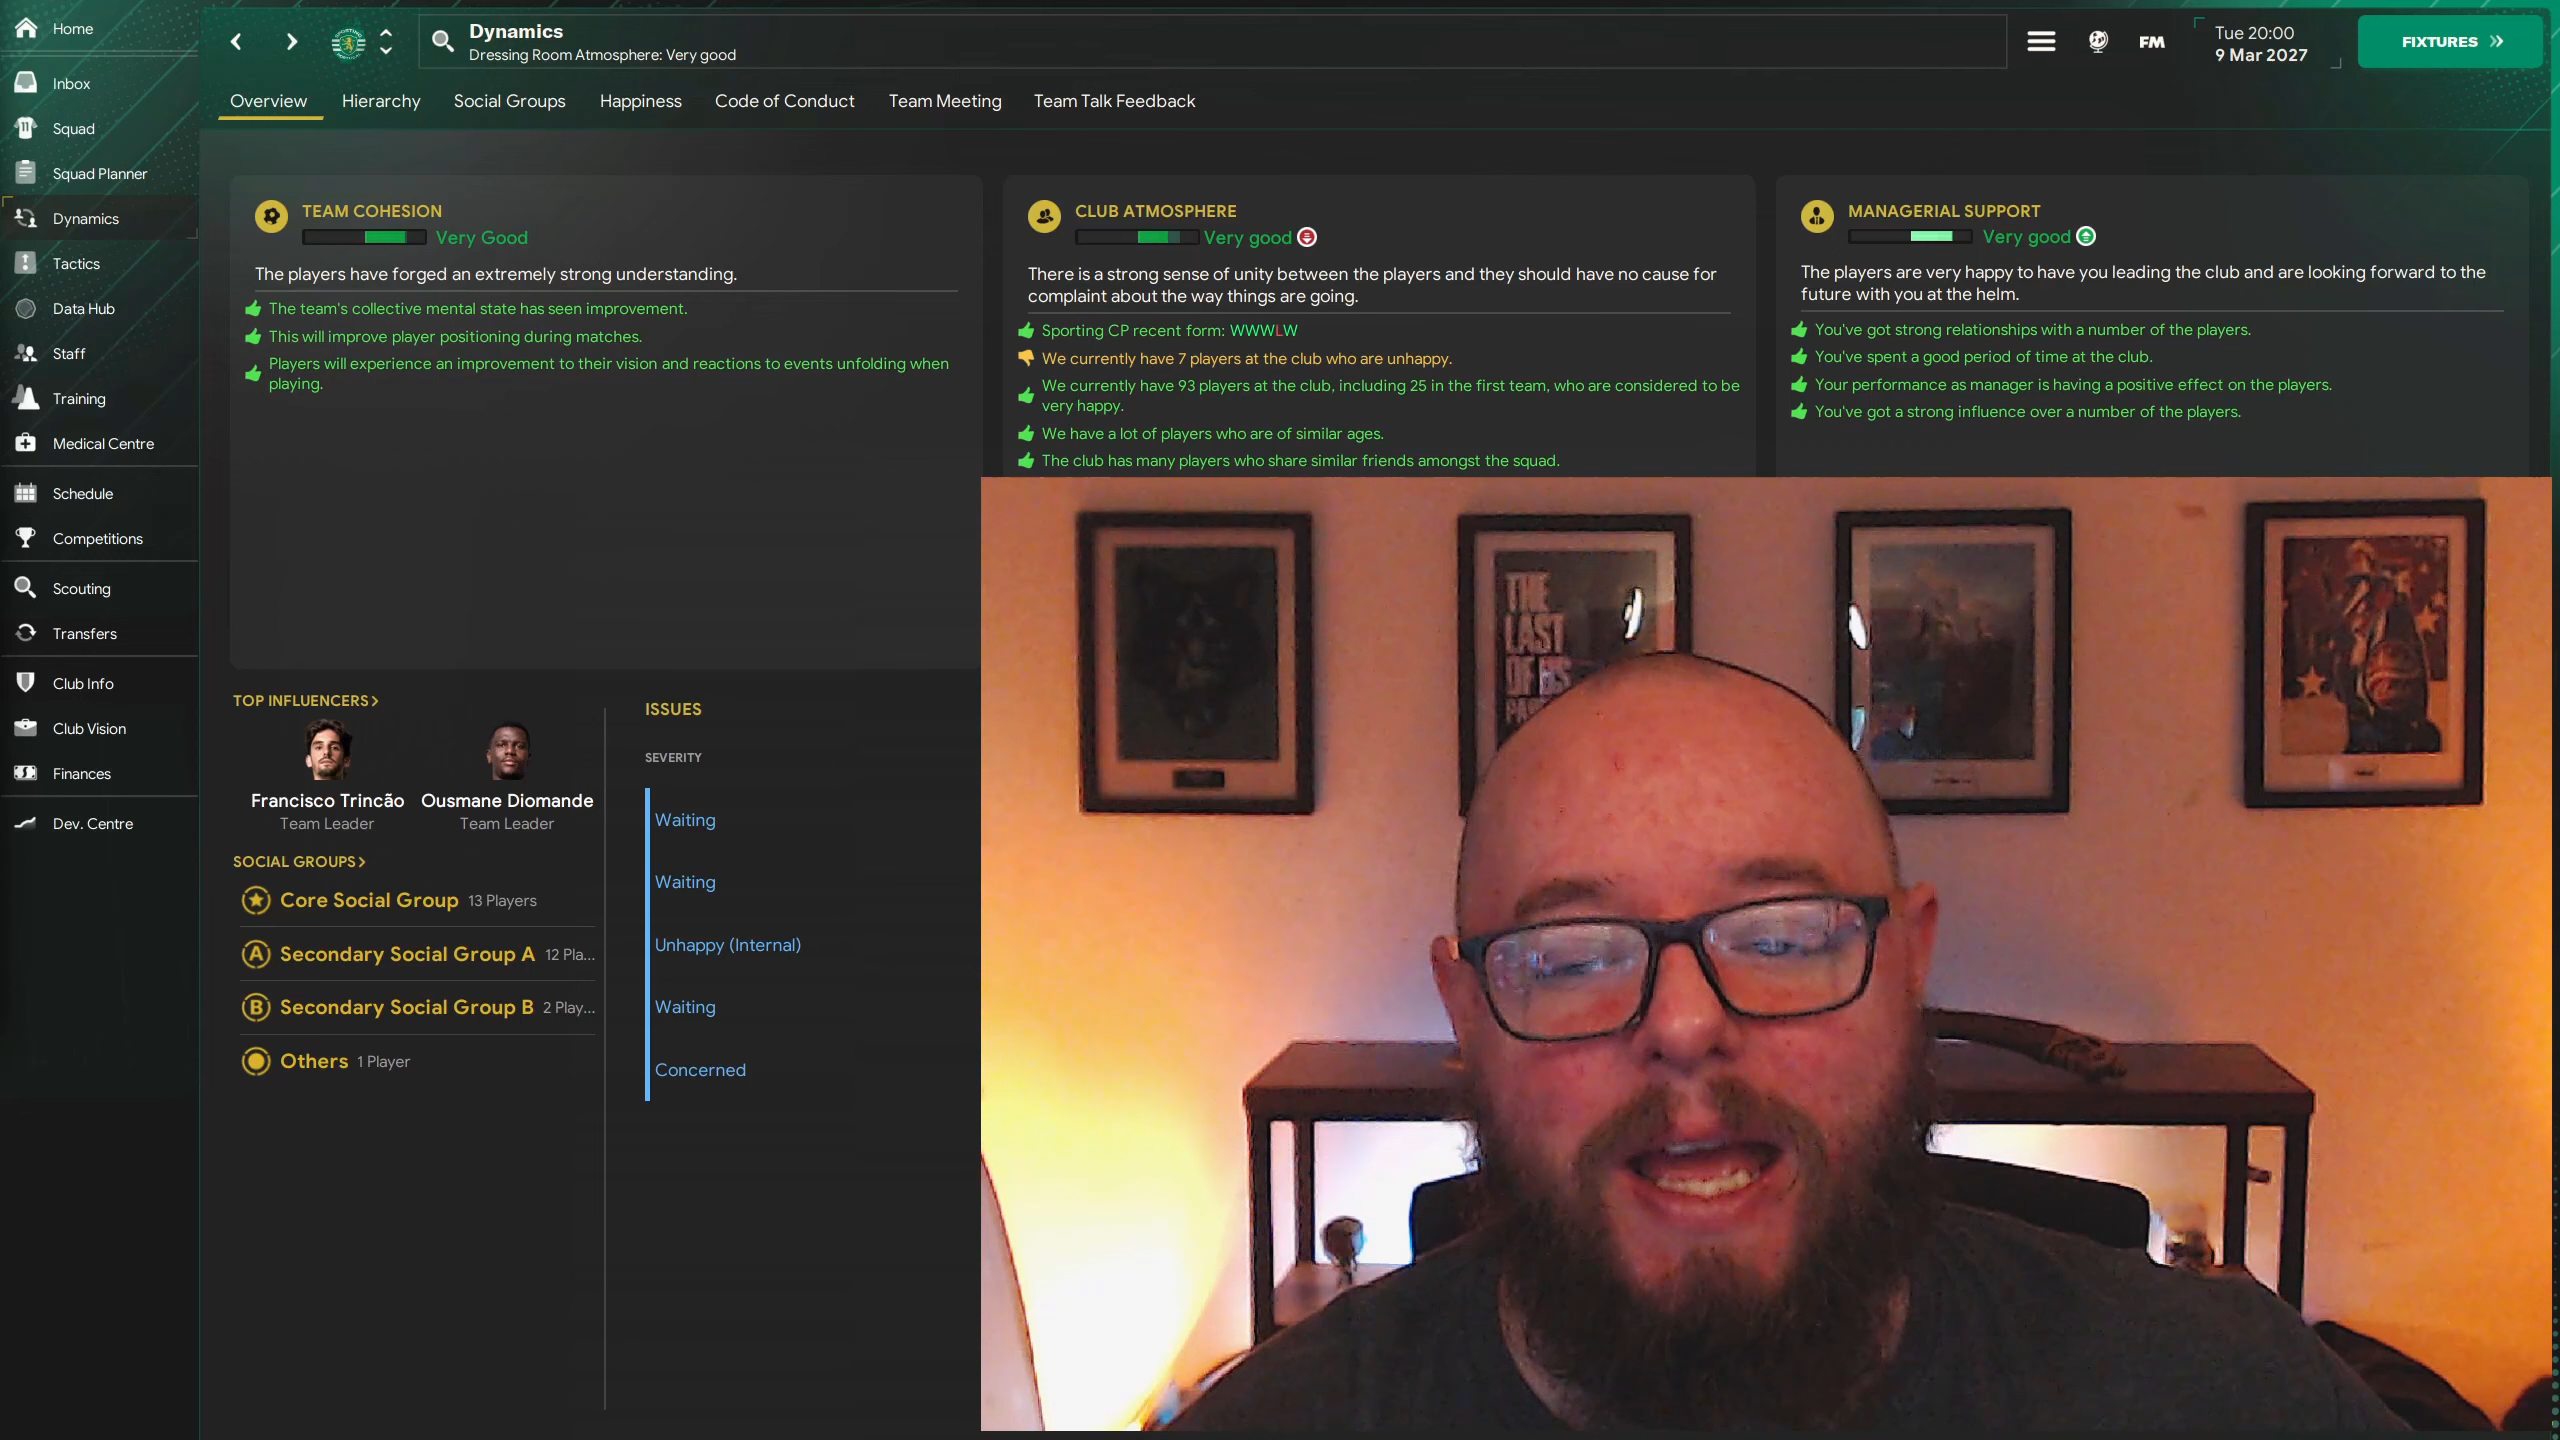 Home
Inbox
Squad
Squad Planner
Dynamics
Tactics
Data Hub
Staff
Training
Medical Centre
Schedule
Competitions
Scouting
Transfers
Club Info
Club Vision
Finances
Dev. Centre
Dynamics
Dressing Room Atmosphere: Very good
FM
Tue 20:00
9 Mar 2027
FIXTURES
Overview
Hierarchy
Social Groups
Happiness
Code of Conduct
Team Meeting
Team Talk Feedback
TEAM COHESION
Very Good
The players have forged an extremely strong understanding.
The team's collective mental state has seen improvement.
This will improve player positioning during matches.
Players will experience an improvement to their vision and reactions to events unfolding when
playing.
CLUB ATMOSPHERE
Very good
There is a strong sense of unity between the players and they should have no cause for
complaint about the way things are going.
Sporting CP recent form: WWWLW
We currently have 7 players at the club who are unhappy.
We currently have 93 players at the club, including 25 in the first team, who are considered to be
very happy.
We have a lot of players who are of similar ages.
The club has many players who share similar friends amongst the squad.
MANAGERIAL SUPPORT
Very good
The players are very happy to have you leading the club and are looking forward to the
future with you at the helm.
You've got strong relationships with a number of the players.
You've spent a good period of time at the club.
Your performance as manager is having a positive effect on the players.
You've got a strong influence over a number of the players.
TOP INFLUENCERS
Francisco Trincão
Team Leader
Ousmane Diomande
Team Leader
SOCIAL GROUPS
Core Social Group 13 Players
A Secondary Social Group A 12 Pla...
B Secondary Social Group B 2 Play...
Others 1 Player
ISSUES
SEVERITY
Waiting
Waiting
Unhappy (Internal)
Waiting
Concerned
THE
LAST
OF US